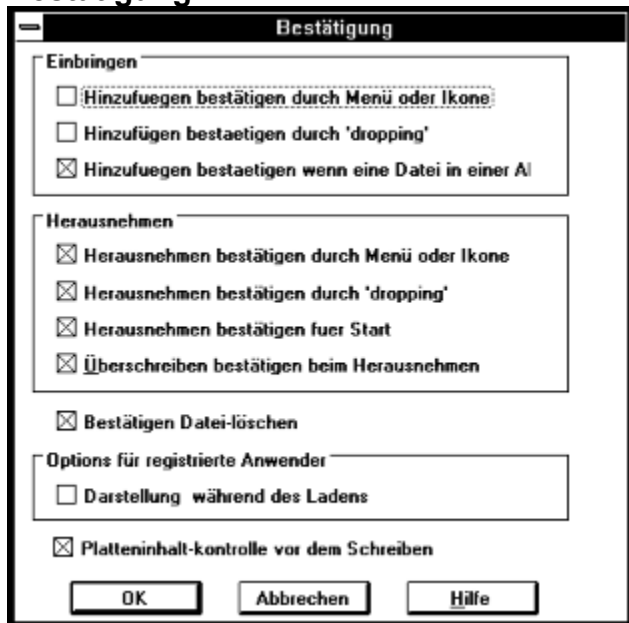 Bestätigung
Einbringen
Hinzufuegen bestätigen durch Menü oder Ikone
Hinzufügen bestaetigen durch 'dropping'
Hinzufuegen bestaetigen wenn eine Datei in einer
Herausnehmen
Herausnehmen bestätigen durch Menü oder Ikone
Herausnehmen bestätigen durch 'dropping'
Herausnehmen bestätigen fuer Start
Überschreiben bestätigen beim Herausnehmen
Bestätigen Datei-löschen
Options für registrierte Anwender
Darstellung während des Ladens
Platteninhalt-kontrolle vor dem Schreiben
OK Abbrechen Hilfe